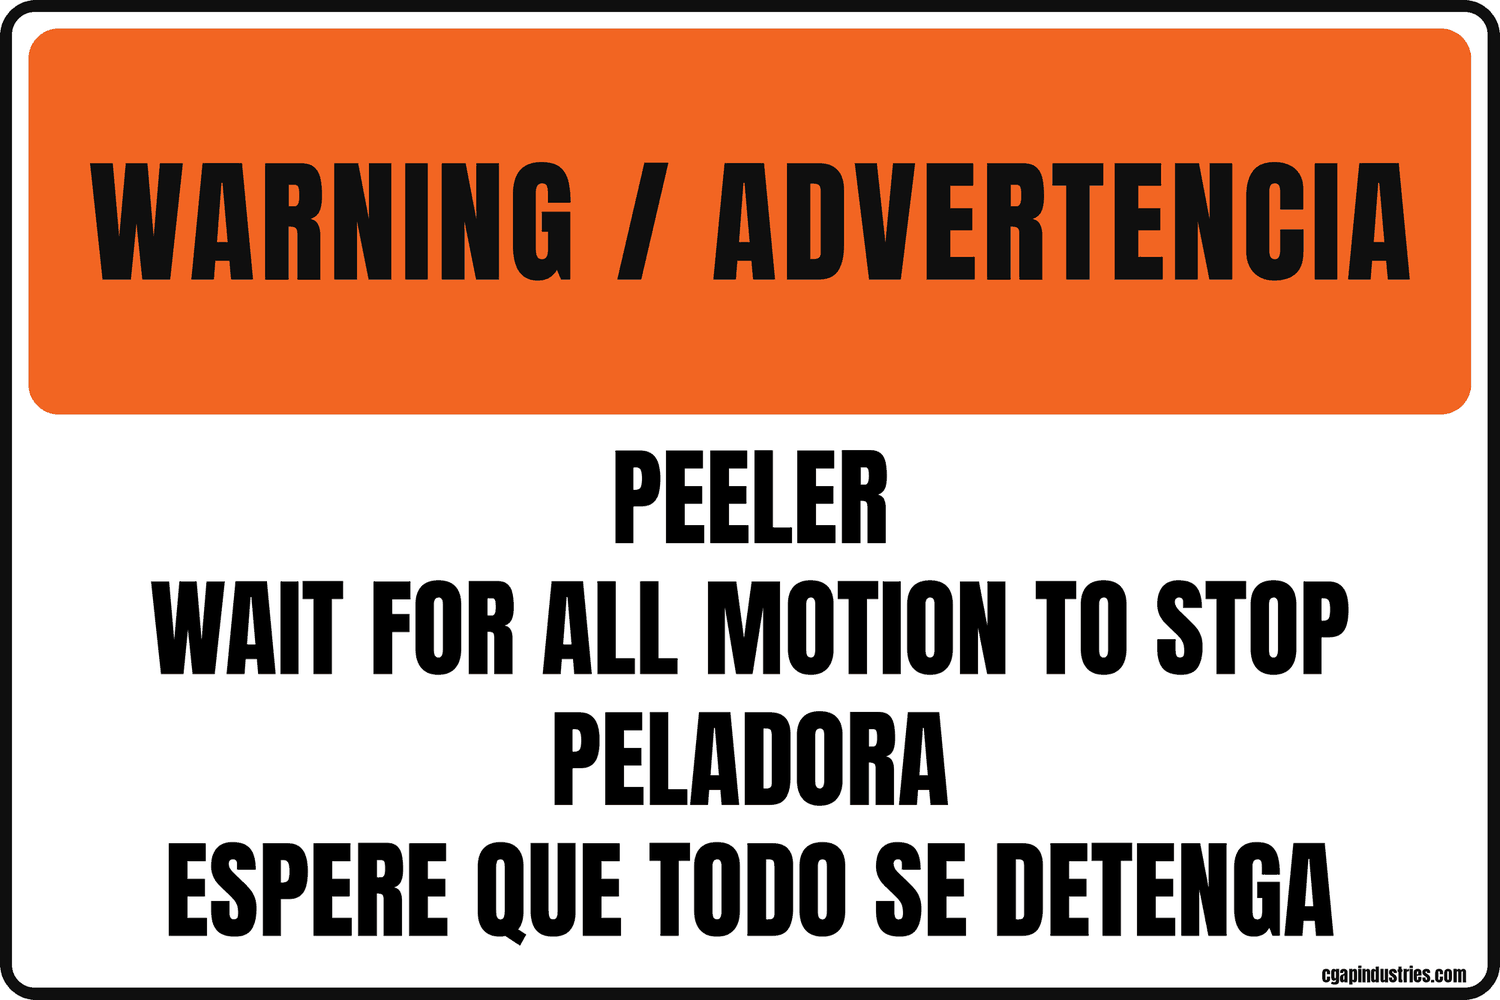 WARNING / ADVERTENCIA
PEELER
WAIT FOR ALL MOTION TO STOP
PELADORA
ESPERE QUE TODO SE DETENGA
cgapindustries.com